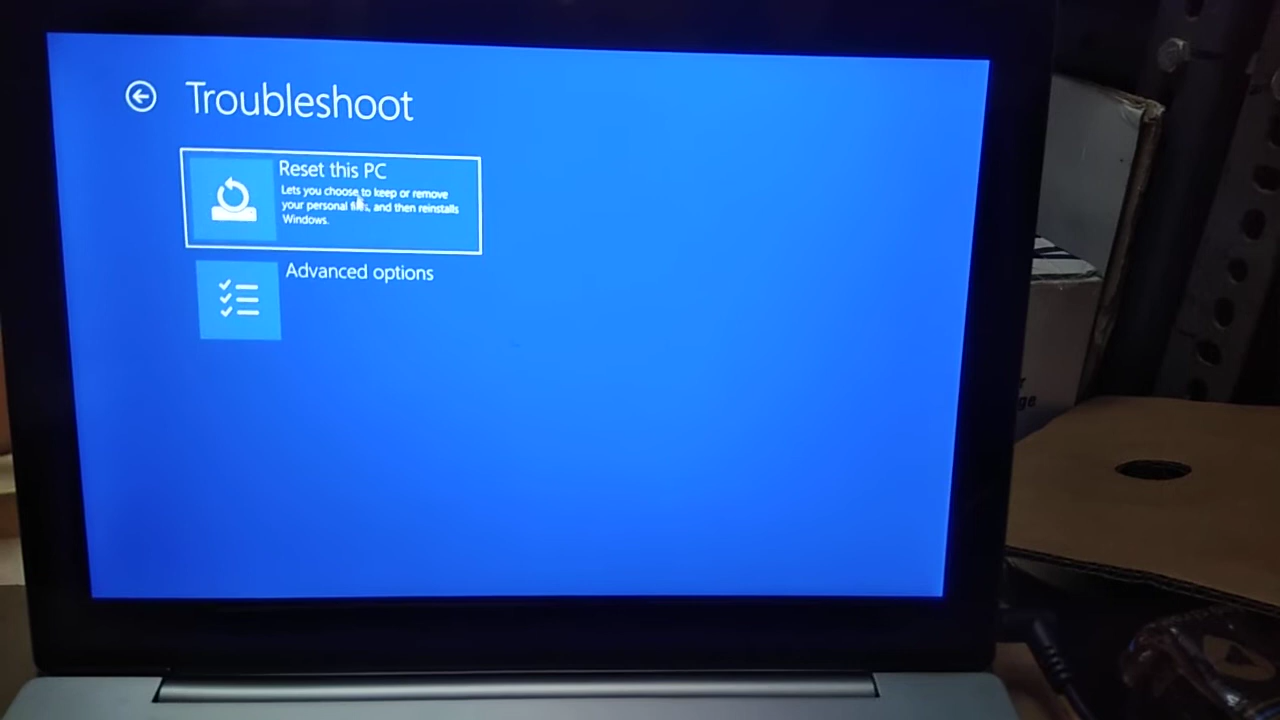 Troubleshoot
Reset this PC
Lets you choose to keep or remove
your personal files, and then reinstalls
Windows.
Advanced options